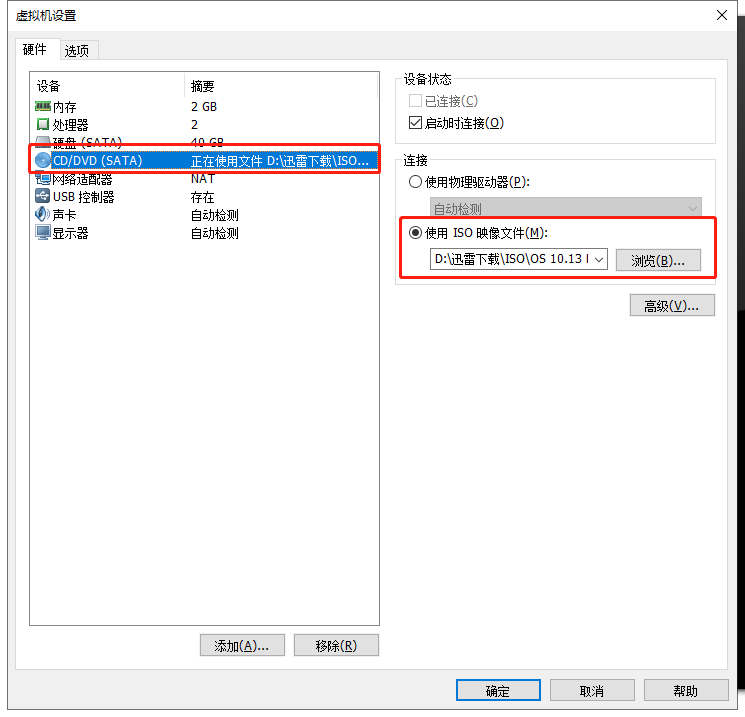 虚拟机设置
硬件 选项
设备 摘要
内存 2 GB
处理器 2
硬盘 (SATA) 40 GB
CD/DVD (SATA) 正在使用文件 D:\迅雷下载\ISO...
网络适配器 NAT
USB 控制器 存在
声卡 自动检测
显示器 自动检测
添加(A)... 移除(R)
设备状态
已连接(C)
启动时连接(O)
连接
使用物理驱动器(P):
自动检测
使用 ISO 映像文件(M):
D:\迅雷下载\ISO\OS 10.13 浏览(B)...
高级(V)...
确定 取消 帮助